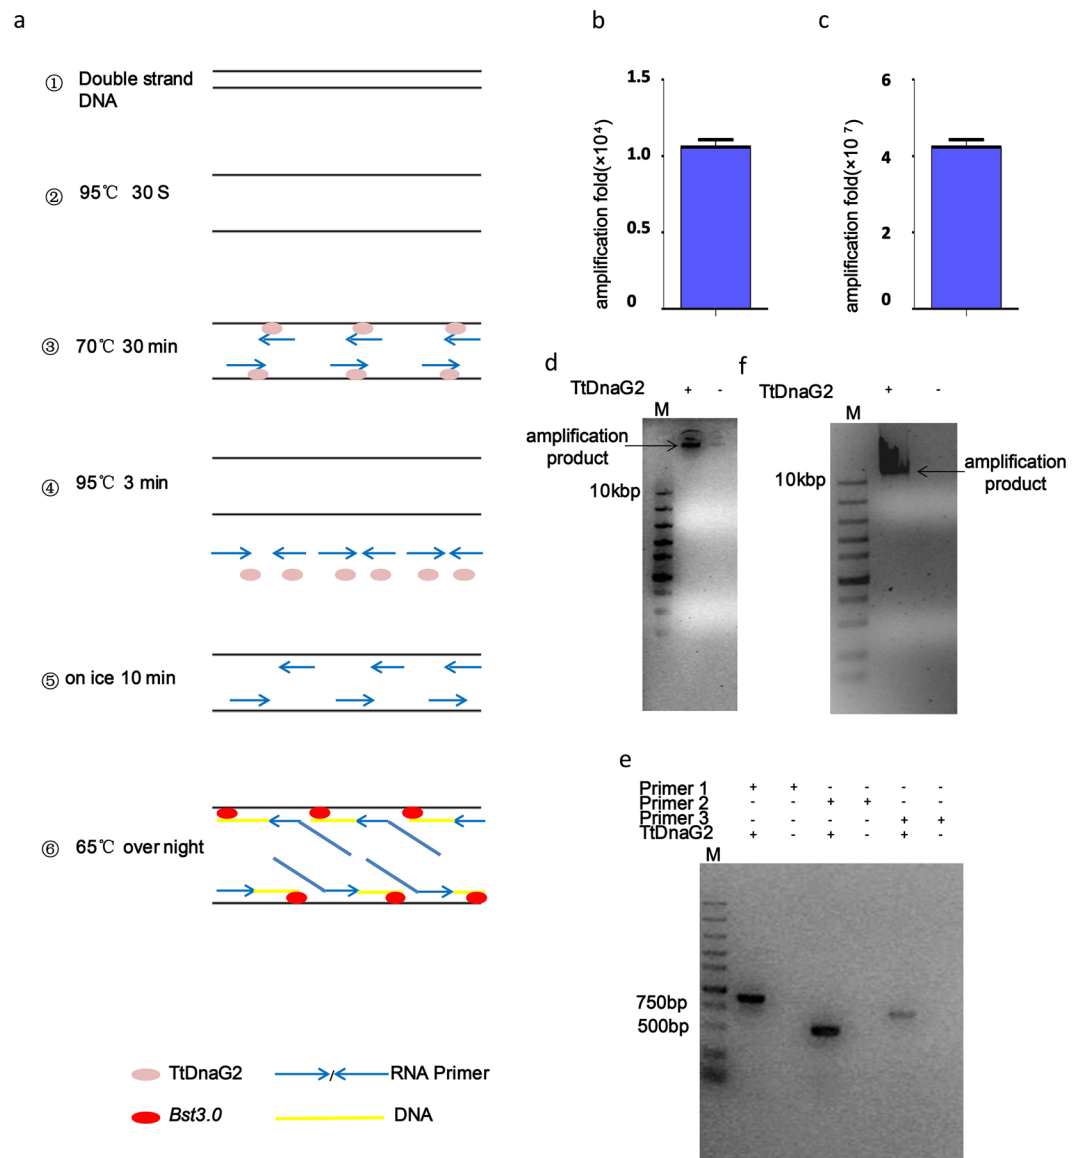 a
① Double strand
DNA
② 95℃ 30 S
③ 70℃ 30 min
④ 95℃ 3 min
⑤ on ice 10 min
⑥ 65℃ over night
TtDnaG2
/
RNA Primer
Bst3.0
DNA
b
amplification fold(×10⁴)
1.5
1.0
0.5
0
c
amplification fold(×10⁷)
6
4
2
0
d
TtDnaG2 + -
M
amplification
product
10kbp
f
TtDnaG2 + -
M
10kbp
amplification
product
e
Primer 1 + + - - - -
Primer 2 - - + + - -
Primer 3 - - - - + +
TtDnaG2 + - + - + -
M
750bp
500bp